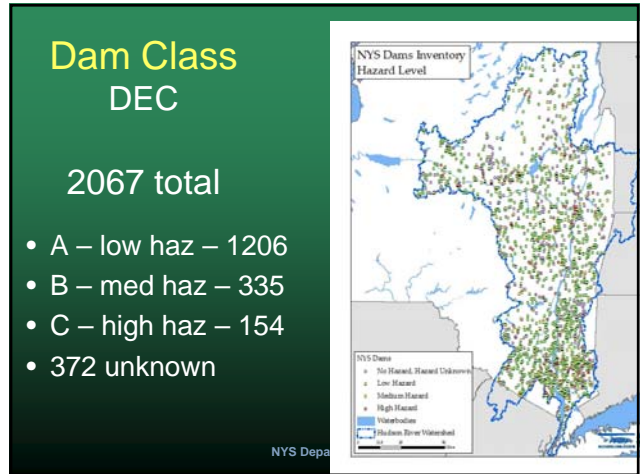 Dam Class
DEC
2067 total
• A – low haz – 1206
• B – med haz – 335
• C – high haz – 154
• 372 unknown
NYS Depa
NYS Dams Inventory
Hazard Level
NYS Dams
No Hazard, Hazard Unknown
Low Hazard
Medium Hazard
High Hazard
Waterbodies
Hudson River Watershed